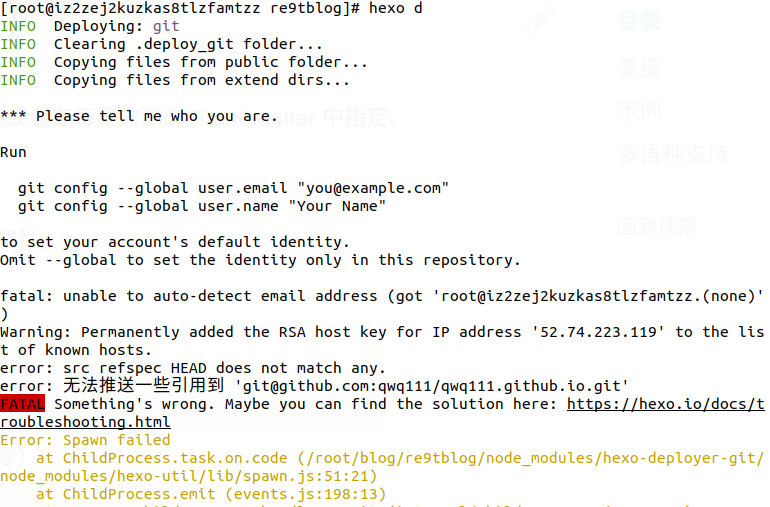 [root@iz2zej2kuzkas8tlzfamtzz re9tblog]# hexo d
INFO  Deploying: git
INFO  Clearing .deploy_git folder...
INFO  Copying files from public folder...
INFO  Copying files from extend dirs...
目录
变量
示例
多语种支持
回到顶部
中指定。
*** Please tell me who you are.
Run
git config --global user.email "you@example.com"
git config --global user.name "Your Name"
to set your account's default identity.
Omit --global to set the identity only in this repository.
fatal: unable to auto-detect email address (got 'root@iz2zej2kuzkas8tlzfamtzz.(none)'
)
Warning: Permanently added the RSA host key for IP address '52.74.223.119' to the lis
t of known hosts.
error: src refspec HEAD does not match any.
error: 无法推送一些引用到 'git@github.com:qwq111/qwq111.github.io.git'
FATAL Something's wrong. Maybe you can find the solution here: https://hexo.io/docs/t
roubleshooting.html
Error: Spawn failed
at ChildProcess.task.on.code (/root/blog/re9tblog/node_modules/hexo-deployer-git/
node_modules/hexo-util/lib/spawn.js:51:21)
at ChildProcess.emit (events.js:198:13)